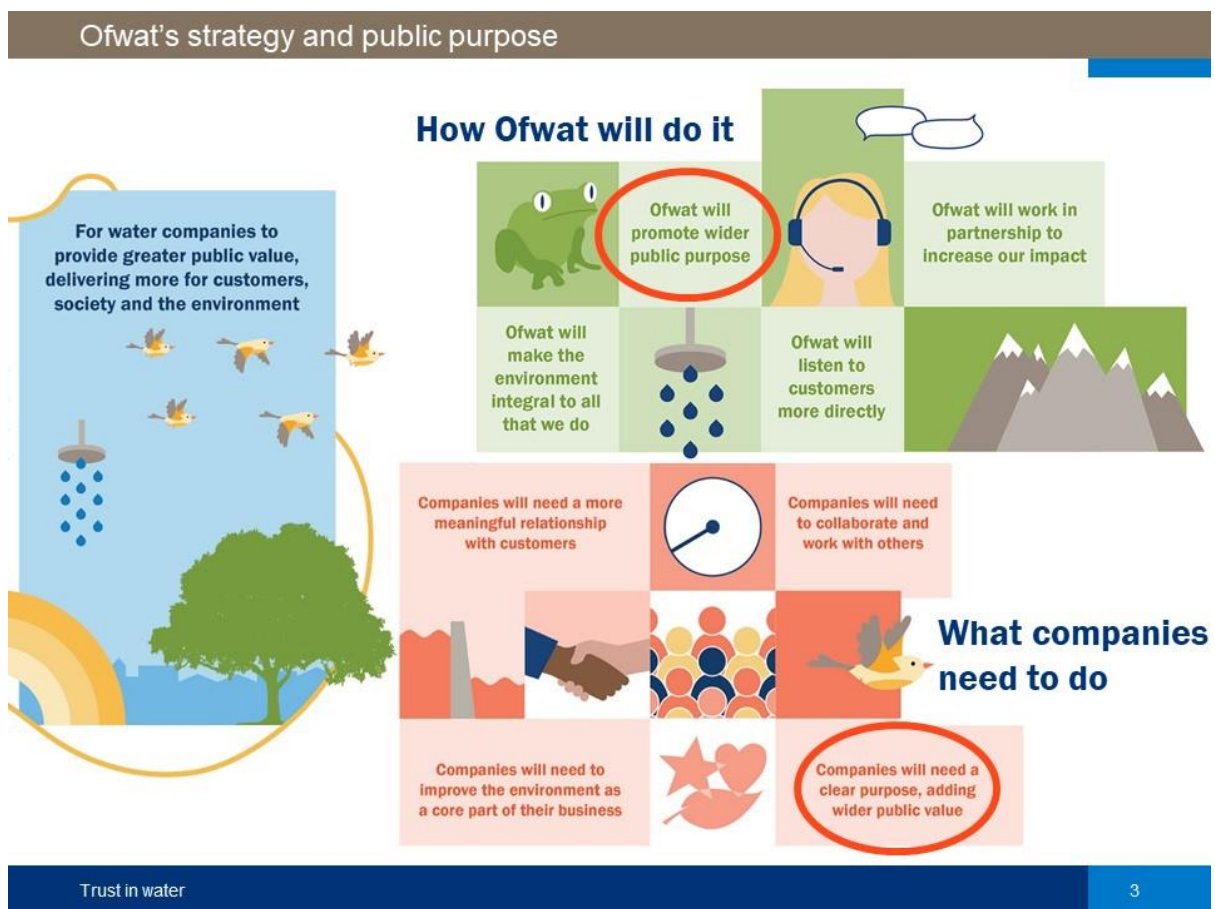 Ofwat's strategy and public purpose
For water companies to
provide greater public value,
delivering more for customers,
society and the environment
How Ofwat will do it
Ofwat will
promote wider
public purpose
Ofwat will work in
partnership to
increase our impact
Ofwat will
make the
environment
integral to all
that we do
Ofwat will
listen to
customers
more directly
Companies will need a more
meaningful relationship
with customers
Companies will need
to collaborate and
work with others
What companies
need to do
Companies will need to
improve the environment as
a core part of their business
Companies will need a
clear purpose, adding
wider public value
Trust in water
3